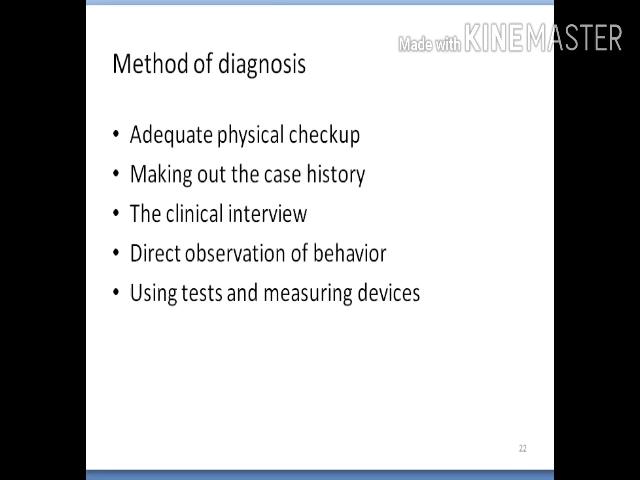 Made with KINEMASTER
Method of diagnosis
• Adequate physical checkup
• Making out the case history
• The clinical interview
• Direct observation of behavior
• Using tests and measuring devices
22